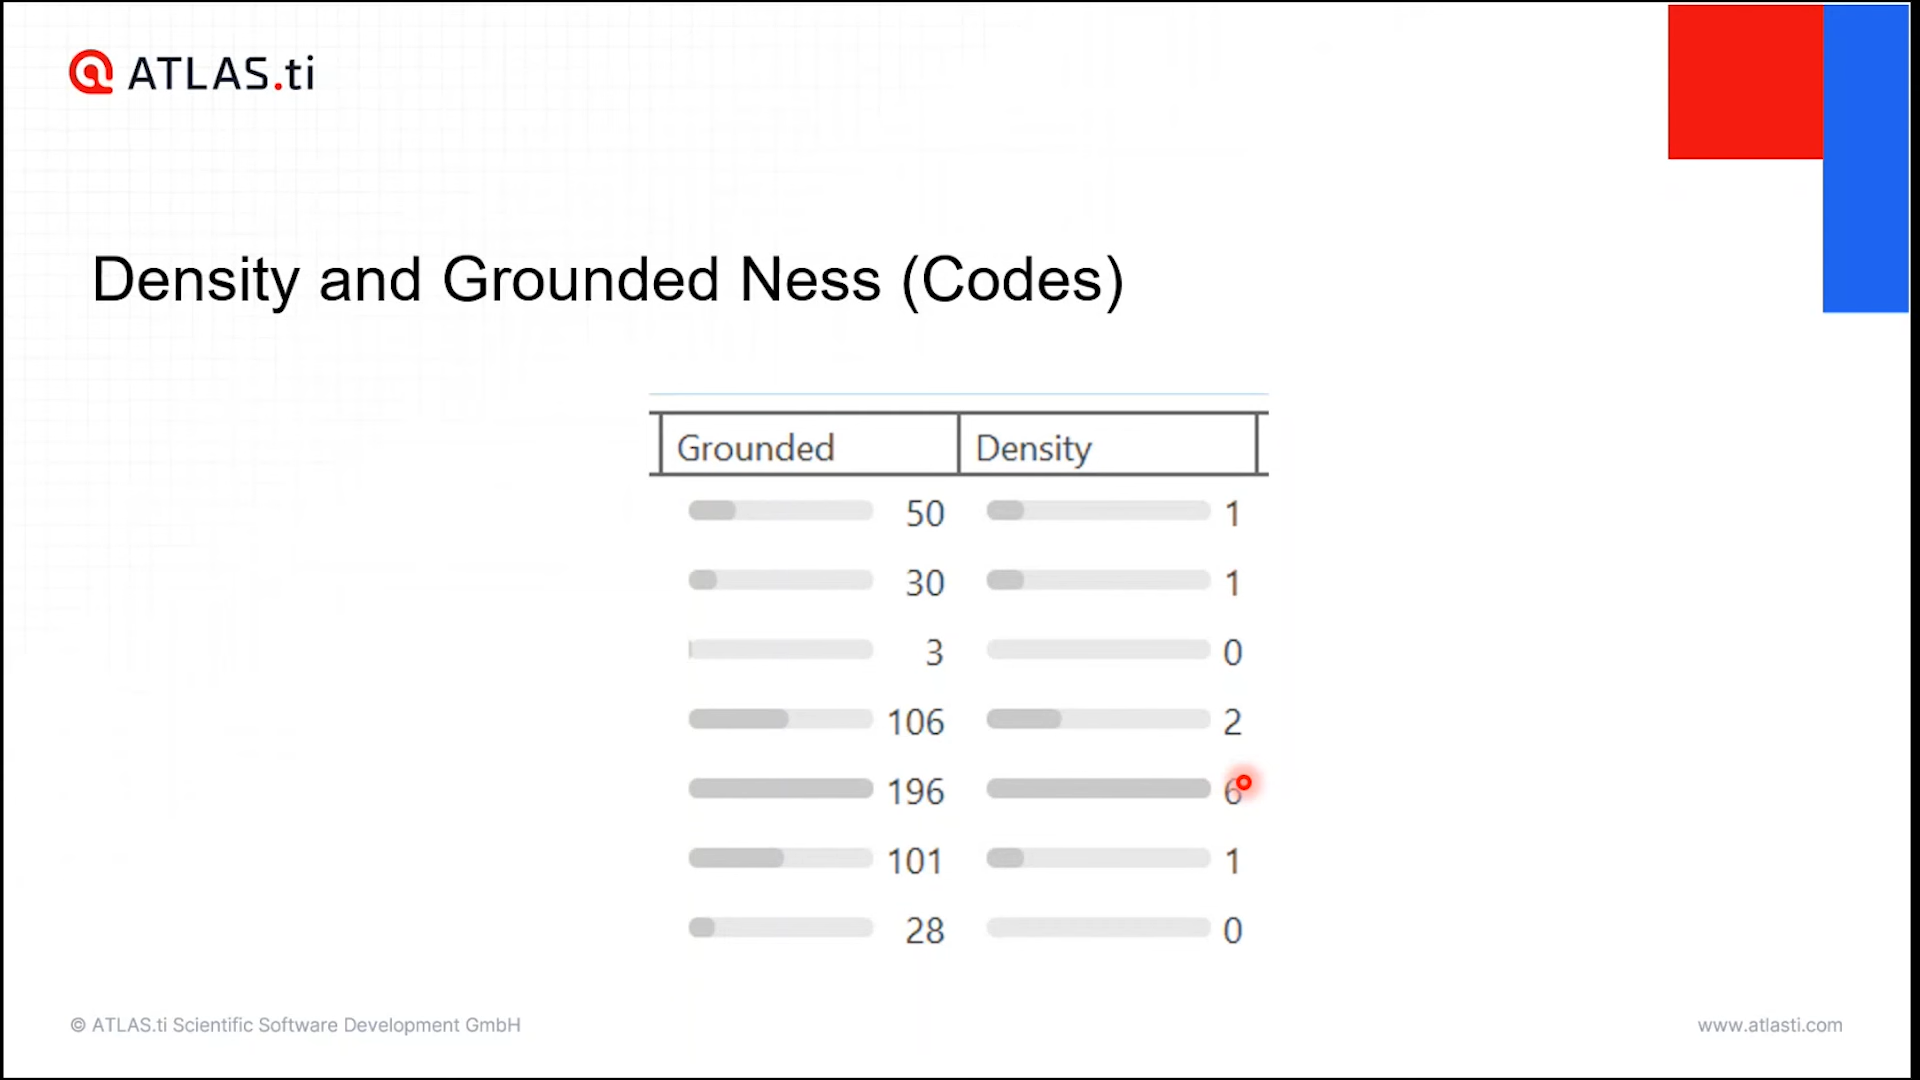 ATLAS.ti
Density and Grounded Ness (Codes)
Grounded Density
50 1
30 1
3 0
106 2
196 6
101 1
28 0
© ATLAS.ti Scientific Software Development GmbH www.atlasti.com